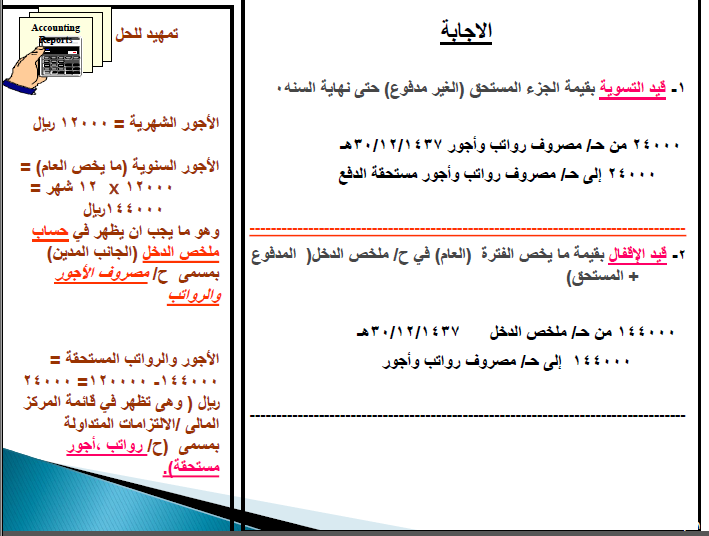 الاجابة
١- قيد التسوية بقيمة الجزء المستحق (الغير مدفوع) حتى نهاية السنه٠
٢٤٠٠٠ من حـ/ مصروف رواتب وأجور ٣٠/١٢/١٤٣٧هـ
٢٤٠٠٠ إلى حـ/ مصروف رواتب وأجور مستحقة الدفع
٢- قيد الإقفال بقيمة ما يخص الفترة (العام) في ح/ ملخص الدخل( المدفوع
+ المستحق)
١٤٤٠٠٠ من حـ/ ملخص الدخل ٣٠/١٢/١٤٣٧هـ
١٤٤٠٠٠ إلى حـ/ مصروف رواتب وأجور
Accounting
Reports
تمهيد للحل
الأجور الشهرية = ١٢٠٠٠ ريال
الأجور السنوية (ما يخص العام) =
١٢٠٠٠ x ١٢ شهر =
١٤٤٠٠٠ريال
وهو ما يجب ان يظهر في حساب
ملخص الدخل (الجانب المدين)
بمسمى ح/ مصروف الأجور
والرواتب
الأجور والرواتب المستحقة =
١٤٤٠٠٠- ١٢٠٠٠٠= ٢٤٠٠٠
ريال ( وهى تظهر في قائمة المركز
المالى /الالتزامات المتداولة
بمسمى (ح/ رواتب ،أجور
مستحقة).